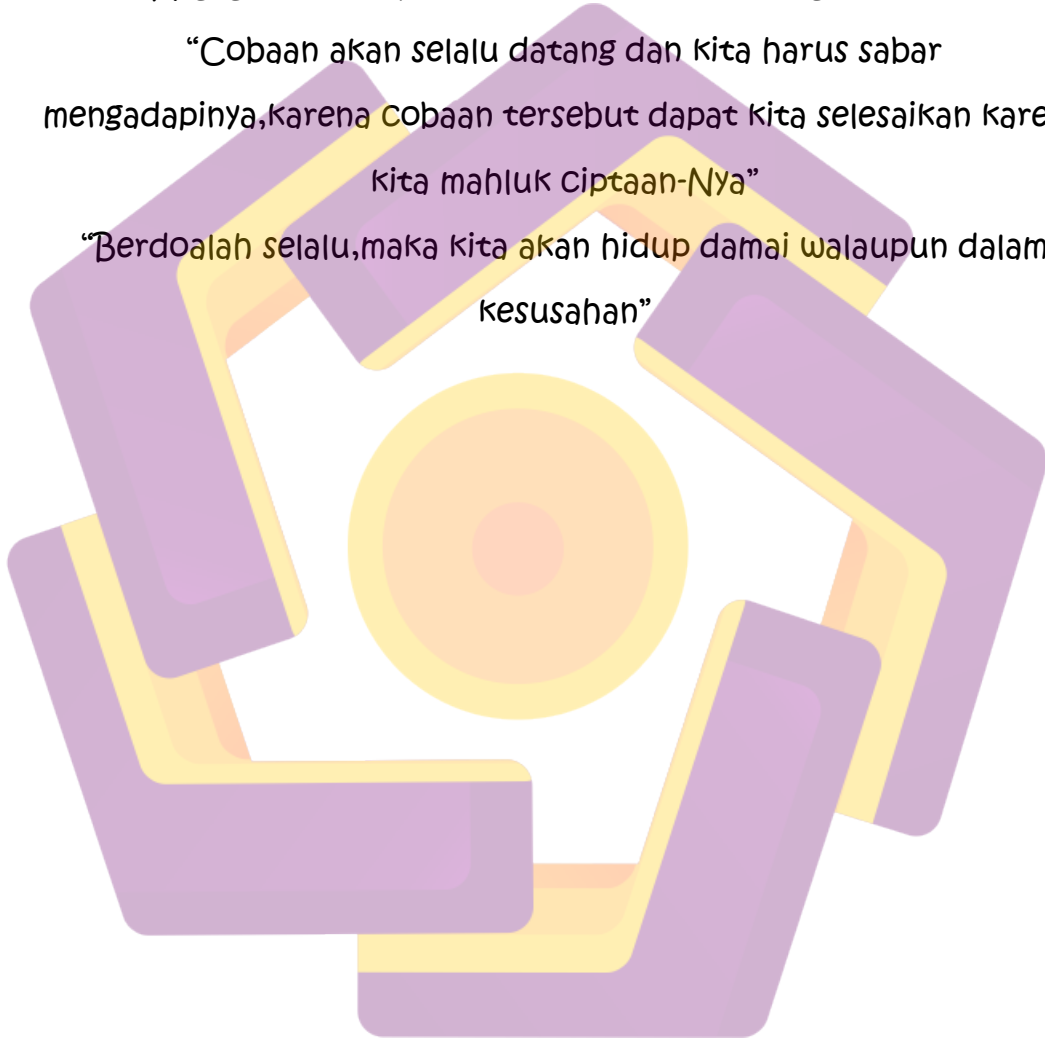 “Cobaan akan selalu datang dan kita harus sabar
mengadapinya,karena cobaan tersebut dapat kita selesaikan kare
kita mahluk ciptaan-Nya”
“Berdoalah selalu,maka kita akan hidup damai walaupun dalam
kesusahan”